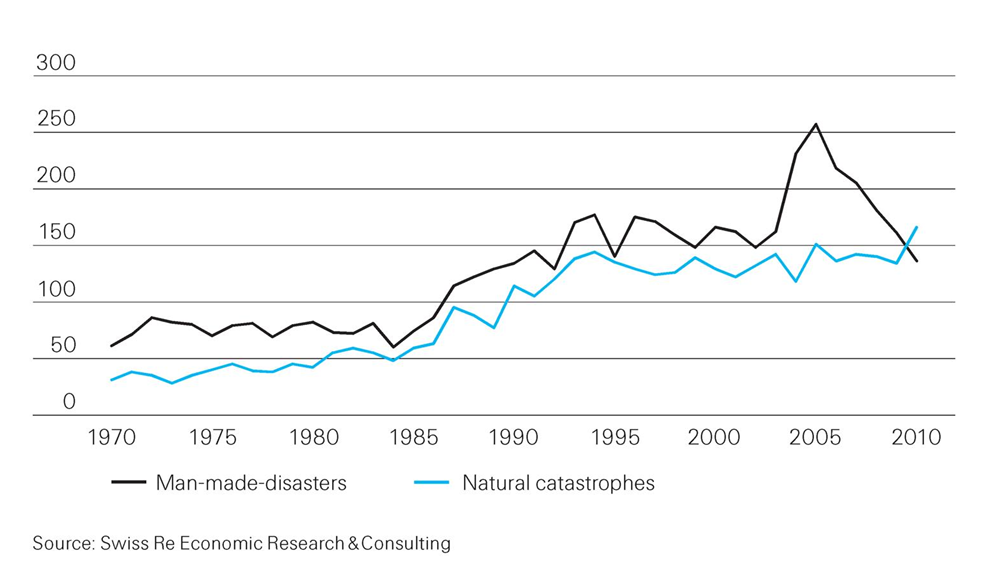 300
250
200
150
100
50
0
1970 1975 1980 1985 1990 1995 2000 2005 2010
Man-made-disasters Natural catastrophes
Source: Swiss Re Economic Research & Consulting